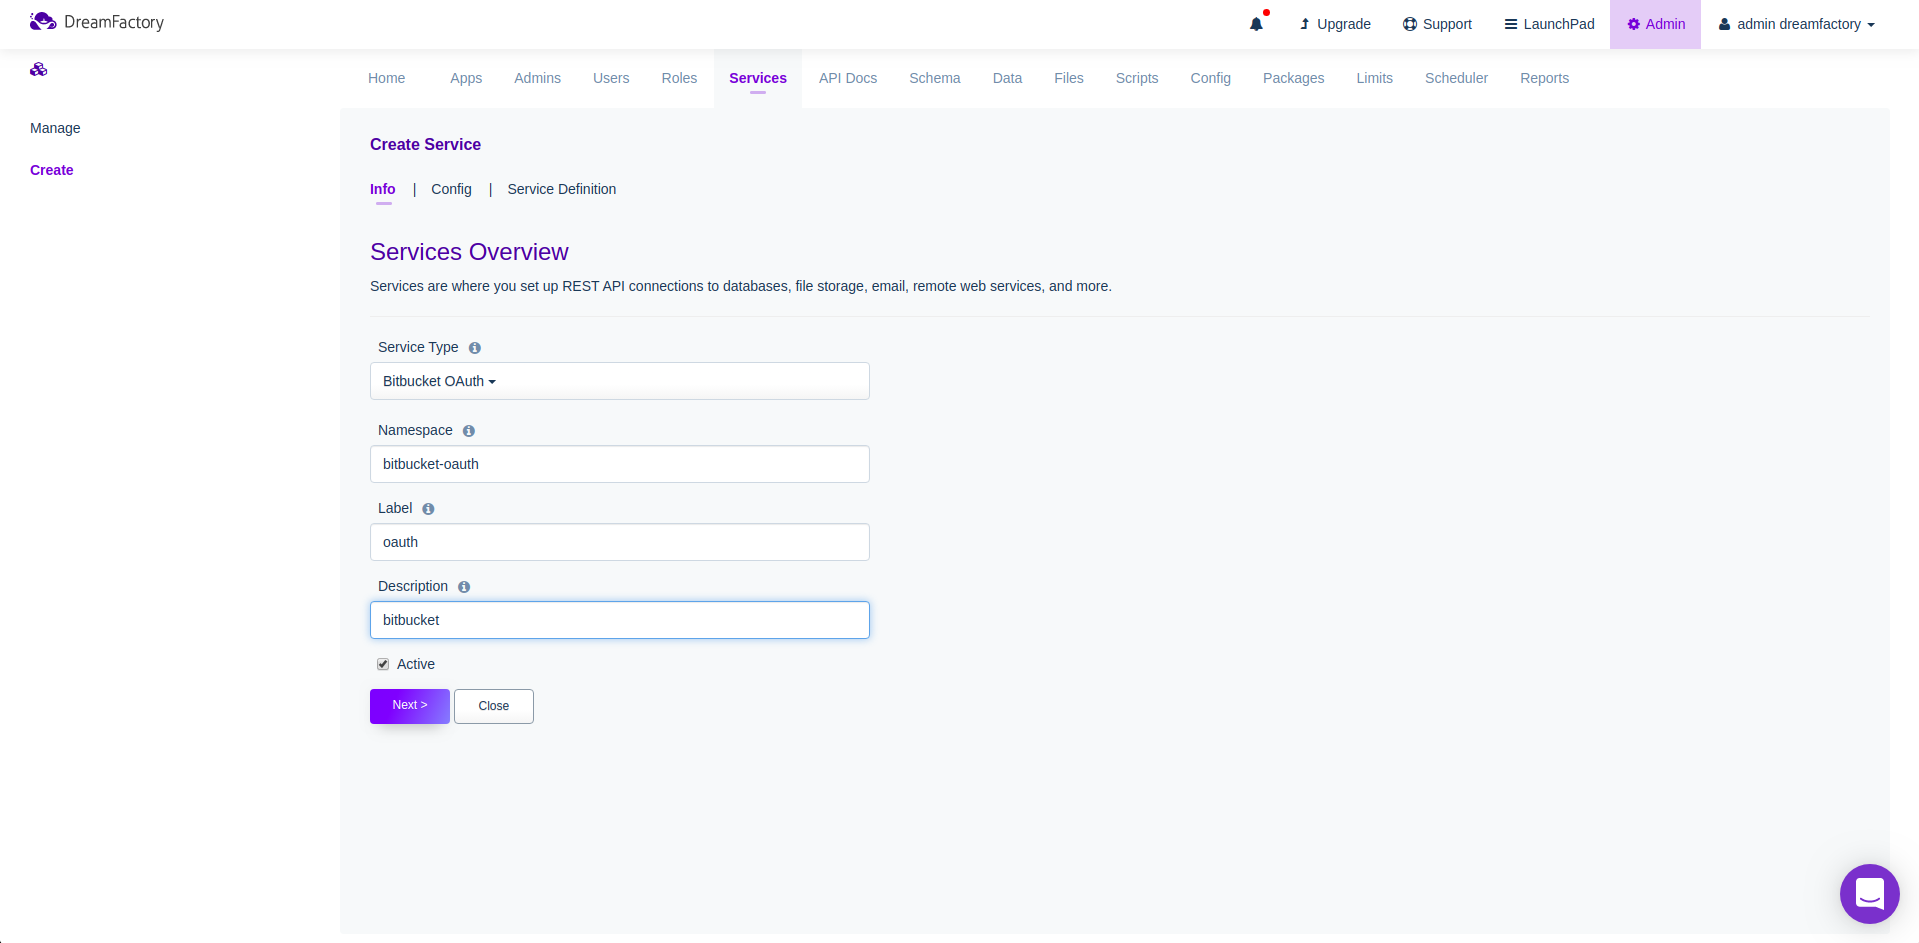 DreamFactory
Upgrade Support LaunchPad Admin admin dreamfactory
Home Apps Admins Users Roles Services API Docs Schema Data Files Scripts Config Packages Limits Scheduler Reports
Manage
Create
Create Service
Info | Config | Service Definition
Services Overview
Services are where you set up REST API connections to databases, file storage, email, remote web services, and more.
Service Type
Bitbucket OAuth
Namespace
bitbucket-oauth
Label
oauth
Description
bitbucket
Active
Next > Close